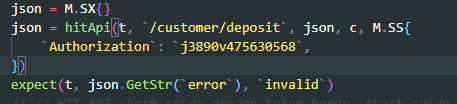 json = M.SX{}
json = hitApi(t, `/customer/deposit`, json, c, M.SS{
    `Authorization`: `j3890v475630568`,
})
expect(t, json.GetStr(`error`), `invalid`)